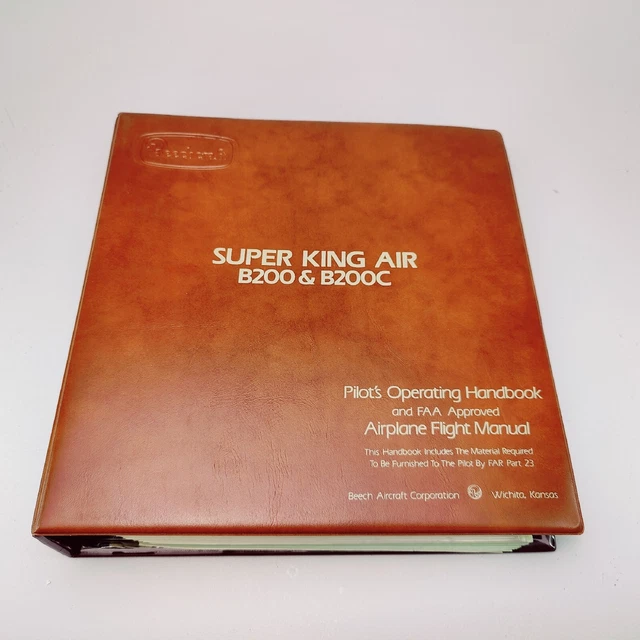 Beechcraft
SUPER KING AIR
B200 & B200C
Pilot's Operating Handbook
and FAA Approved
Airplane Flight Manual
This Handbook Includes The Material Required
To Be Furnished To The Pilot By FAR Part 23
Beech Aircraft Corporation Wichita, Kansas